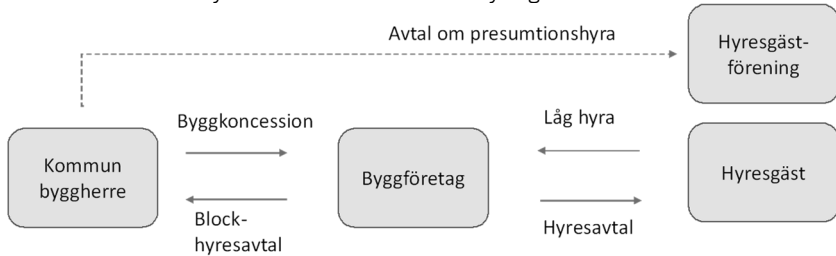 Avtal om presumtionshyra
Hyresgäst-
förening
Byggkoncession
Låg hyra
Kommun
byggherre
Byggföretag
Hyresgäst
Block-
hyresavtal
Hyresavtal